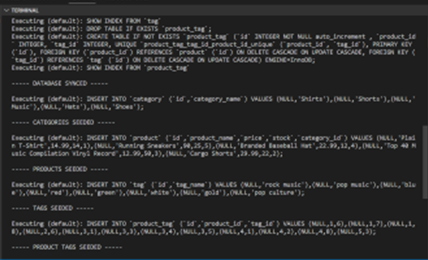 TERMINAL
Executing (default): SHOW INDEX FROM `tag`
Executing (default): DROP TABLE IF EXISTS `product_tag`;
Executing (default): CREATE TABLE IF NOT EXISTS `product_tag` (`id` INTEGER NOT NULL auto_increment , `product_id
` INTEGER, `tag_id` INTEGER, UNIQUE `product_tag_tag_id_product_id_unique` (`product_id`, `tag_id`), PRIMARY KEY
(`id`), FOREIGN KEY (`product_id`) REFERENCES `product` (`id`) ON DELETE CASCADE ON UPDATE CASCADE, FOREIGN KEY (
`tag_id`) REFERENCES `tag` (`id`) ON DELETE CASCADE ON UPDATE CASCADE) ENGINE=InnoDB;
Executing (default): SHOW INDEX FROM `product_tag`
----- DATABASE SYNCED -----
Executing (default): INSERT INTO `category` (`id`,`category_name`) VALUES (NULL,'Shirts'),(NULL,'Shorts'),(NULL,'
Music'),(NULL,'Hats'),(NULL,'Shoes');
----- CATEGORIES SEEDED -----
Executing (default): INSERT INTO `product` (`id`,`product_name`,`price`,`stock`,`category_id`) VALUES (NULL,'Plai
n T-Shirt',14.99,14,1),(NULL,'Running Sneakers',90,25,5),(NULL,'Branded Baseball Hat',22.99,12,4),(NULL,'Top 40 M
usic Compilation Vinyl Record',12.99,50,3),(NULL,'Cargo Shorts',29.99,22,2);
----- PRODUCTS SEEDED -----
Executing (default): INSERT INTO `tag` (`id`,`tag_name`) VALUES (NULL,'rock music'),(NULL,'pop music'),(NULL,'blu
e'),(NULL,'red'),(NULL,'green'),(NULL,'white'),(NULL,'gold'),(NULL,'pop culture');
----- TAGS SEEDED -----
Executing (default): INSERT INTO `product_tag` (`id`,`product_id`,`tag_id`) VALUES (NULL,1,6),(NULL,1,7),(NULL,1,
8),(NULL,2,6),(NULL,3,1),(NULL,3,3),(NULL,3,4),(NULL,3,5),(NULL,4,1),(NULL,4,2),(NULL,4,8),(NULL,5,3);
----- PRODUCT TAGS SEEDED -----